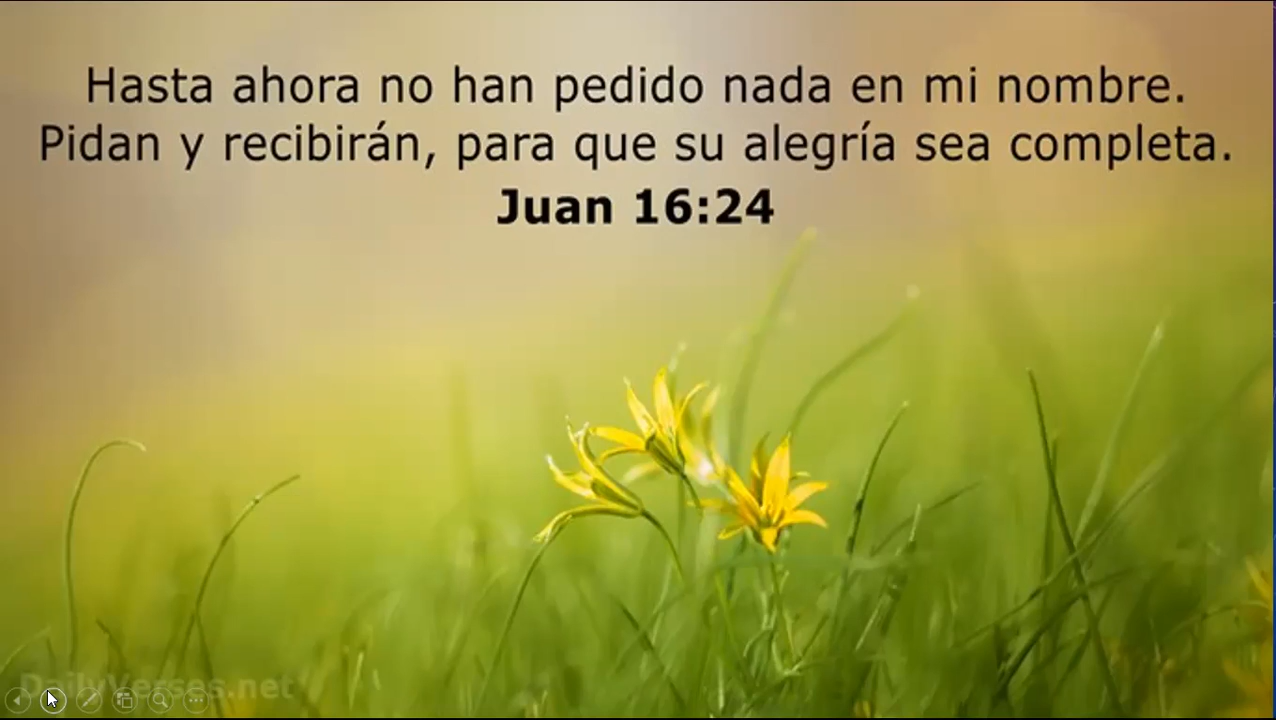 Hasta ahora no han pedido nada en mi nombre.
Pidan y recibirán, para que su alegría sea completa.
Juan 16:24
DailyVerses.net